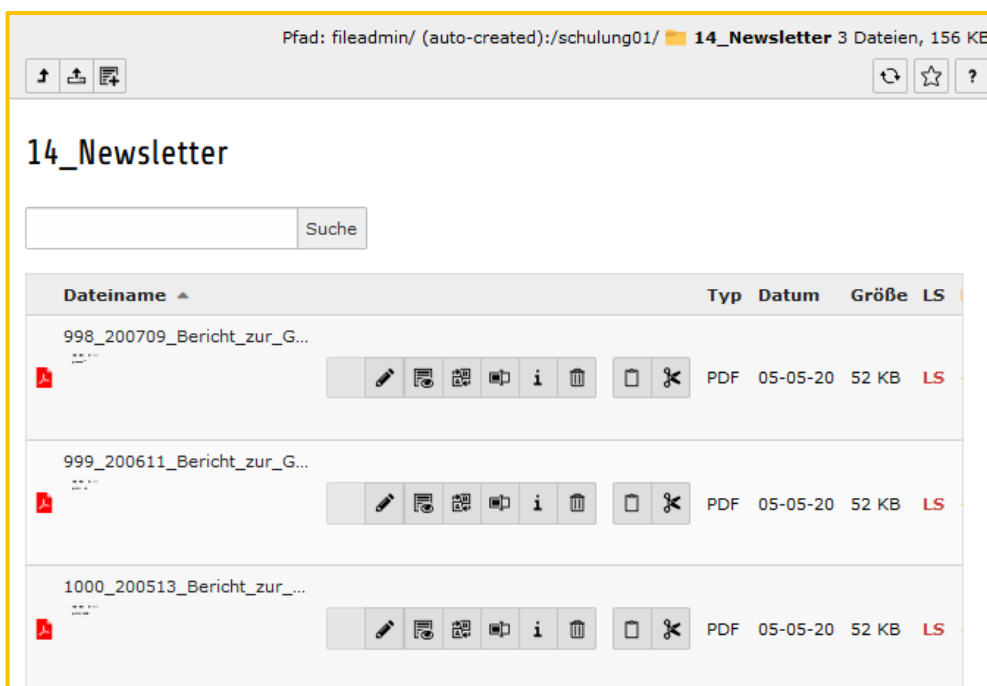 Pfad: fileadmin/ (auto-created):/schulung01/ 14_Newsletter 3 Dateien, 156 KB
?
14_Newsletter
Suche
Dateiname Typ Datum Größe LS
998_200709_Bericht_zur_G...
i PDF 05-05-20 52 KB LS
999_200611_Bericht_zur_G...
i PDF 05-05-20 52 KB LS
1000_200513_Bericht_zur_...
i PDF 05-05-20 52 KB LS